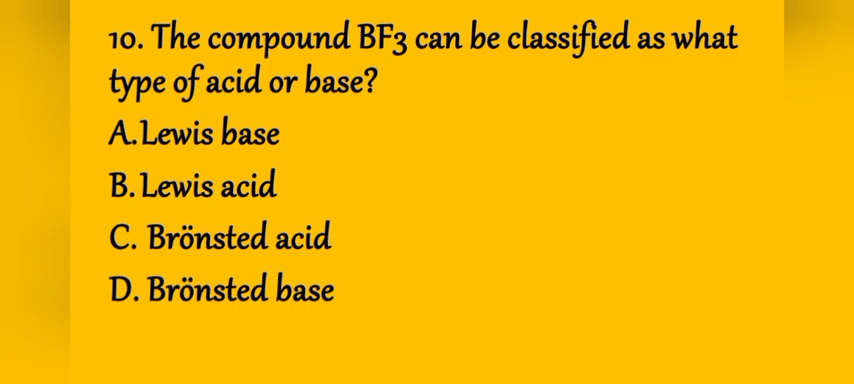 10. The compound BF3 can be classified as what
type of acid or base?
A. Lewis base
B. Lewis acid
C. Brönsted acid
D. Brönsted base